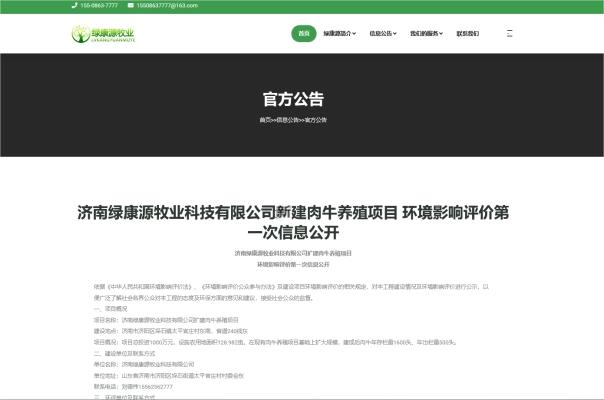 155-0863-7777 15508637777@163.com
绿康源牧业
LVKANGYUANMUYE
首页 绿康源简介 信息公告 我们的服务 联系我们
官方公告
首页>>信息公告>>官方公告
济南绿康源牧业科技有限公司新建肉牛养殖项目 环境影响评价第
一次信息公开
济南绿康源牧业科技有限公司扩建肉牛养殖项目
环境影响评价第一次信息公开
依据《中华人民共和国环境影响评价法》、《环境影响评价公众参与办法》及建设项目环境影响评价的相关规定，对本工程建设情况及环境影响评价进行公示，以
便广泛了解社会各界公众对本工程的态度及环保方面的意见和建议，接受社会公众的监督。
一、项目概况
项目名称：济南绿康源牧业科技有限公司扩建肉牛养殖项目
建设地点：济南市济阳区垛石镇太平官庄村东南，省道240线东
项目概况：项目总投资1000万元，设施农用地面积126.982亩，在现有肉牛养殖项目基础上扩大规模，建成后肉牛年存栏量1600头，年出栏量500头。
二、建设单位及联系方式
单位名称：济南绿康源牧业科技有限公司
单位地址：山东省济南市济阳区垛石街道太平官庄村村委会东
联系电话：刘德伟15562562777
三、环评单位及联系方式